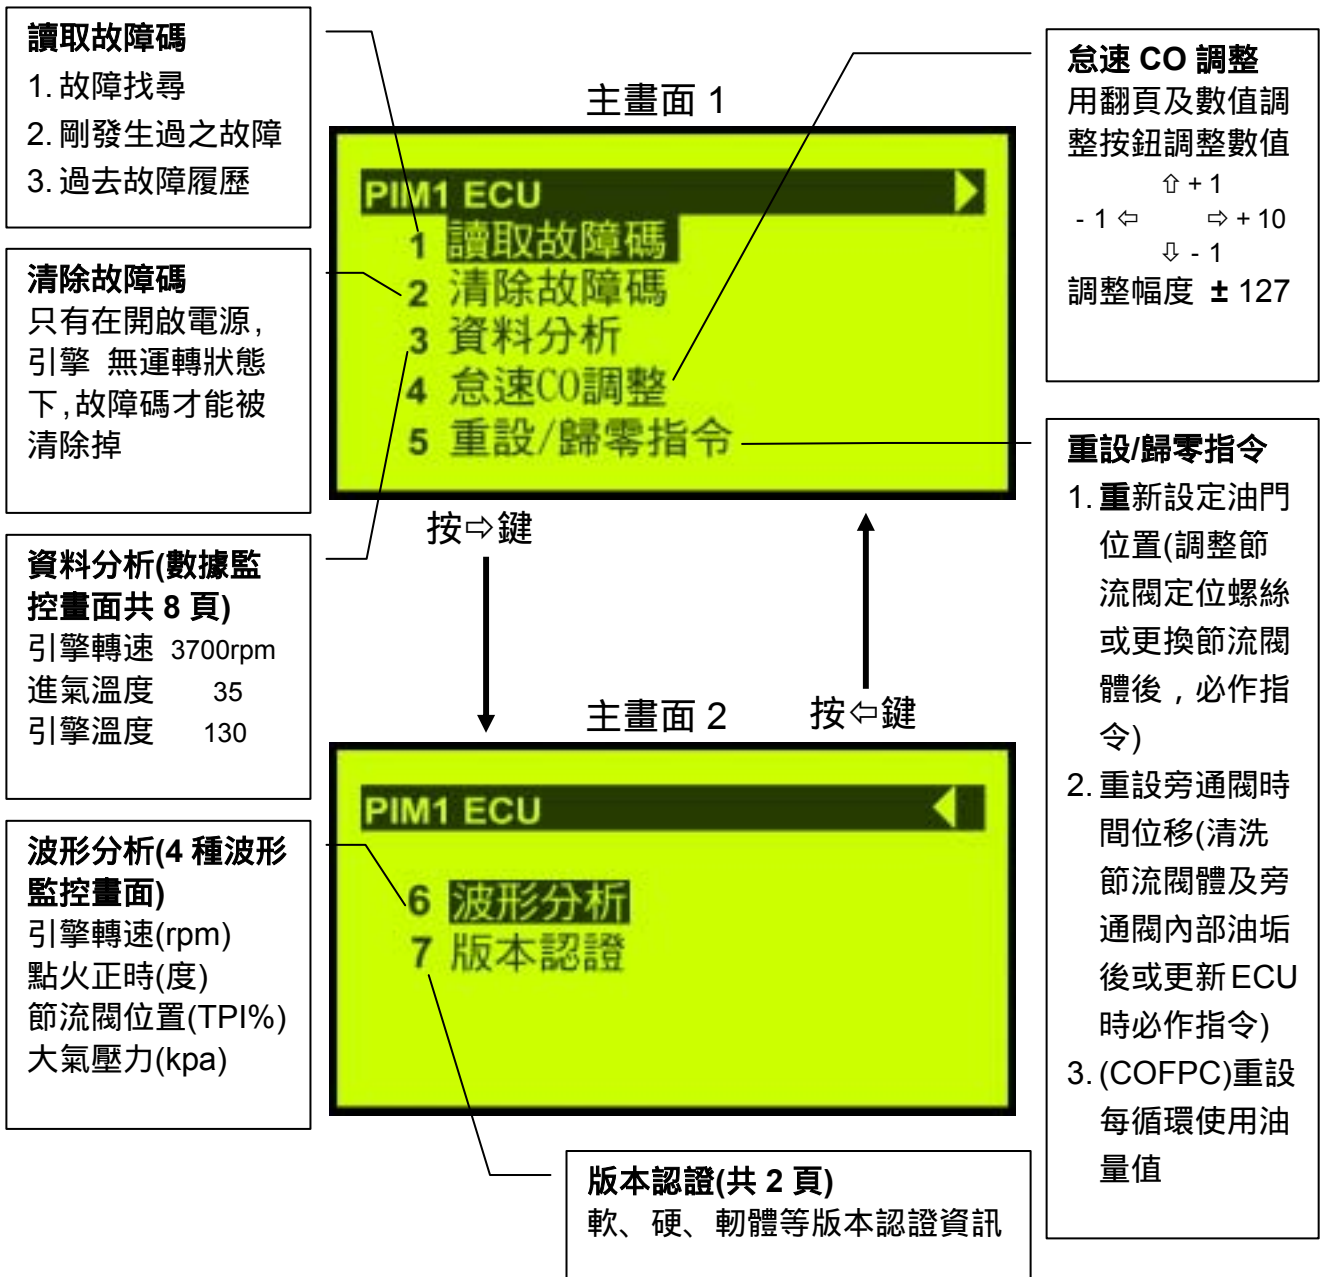 讀取故障碼
1. 故障找尋
2. 剛發生過之故障
3. 過去故障履歷
清除故障碼
只有在開啟電源,
引擎 無運轉狀態
下,故障碼才能被
清除掉
資料分析(數據監
控畫面共 8 頁)
引擎轉速 3700rpm
進氣溫度 35
引擎溫度 130
波形分析(4 種波形
監控畫面)
引擎轉速(rpm)
點火正時(度)
節流閥位置(TPI%)
大氣壓力(kpa)
主畫面 1
PIM1 ECU
1 讀取故障碼
2 清除故障碼
3 資料分析
4 怠速CO調整
5 重設/歸零指令
按⇨鍵
主畫面 2
按⇦鍵
PIM1 ECU
6 波形分析
7 版本認證
版本認證(共 2 頁)
軟、硬、軔體等版本認證資訊
怠速 CO 調整
用翻頁及數值調
整按鈕調整數值
⇧ + 1
- 1 ⇦ ⇨ + 10
⇩ - 1
調整幅度 ± 127
重設/歸零指令
1. 重新設定油門
位置(調整節
流閥定位螺絲
或更換節流閥
體後，必作指
令)
2. 重設旁通閥時
間位移(清洗
節流閥體及旁
通閥內部油垢
後或更新ECU
時必作指令)
3. (COFPC)重設
每循環使用油
量值